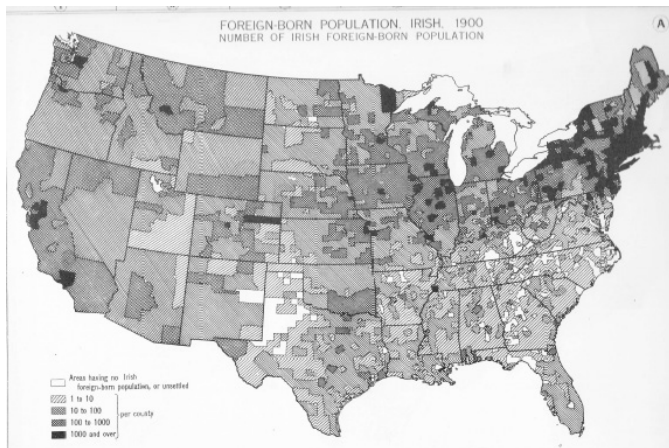 FOREIGN-BORN POPULATION, IRISH, 1900
NUMBER OF IRISH FOREIGN-BORN POPULATION
A
Areas having no Irish
foreign-born population, or unsettled
1 to 10
10 to 100
100 to 1000
1000 and over
per county